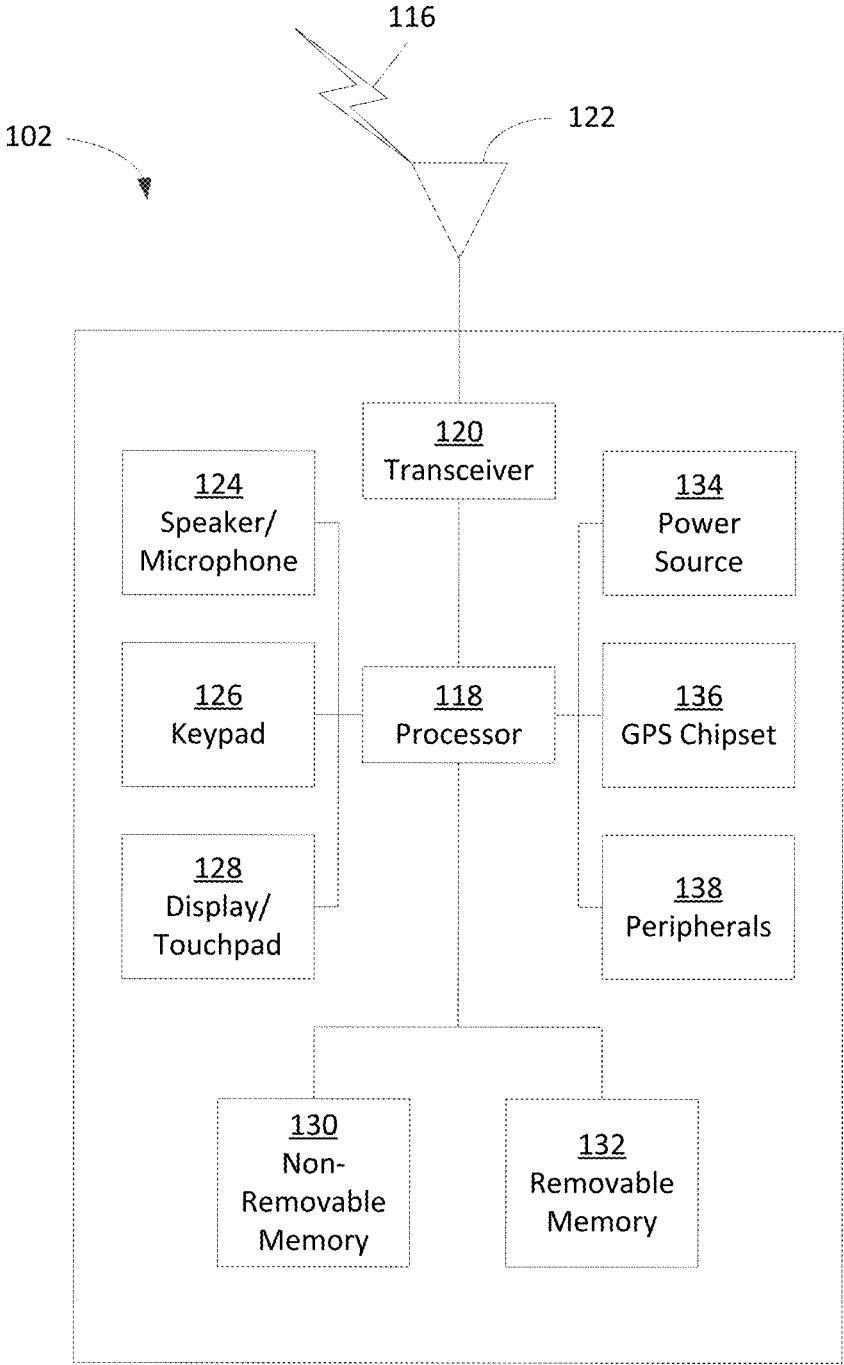 116
122
102
120
Transceiver
124
Speaker/
Microphone
134
Power
Source
126
Keypad
118
Processor
136
GPS Chipset
128
Display/
Touchpad
138
Peripherals
130
Non-
Removable
Memory
132
Removable
Memory